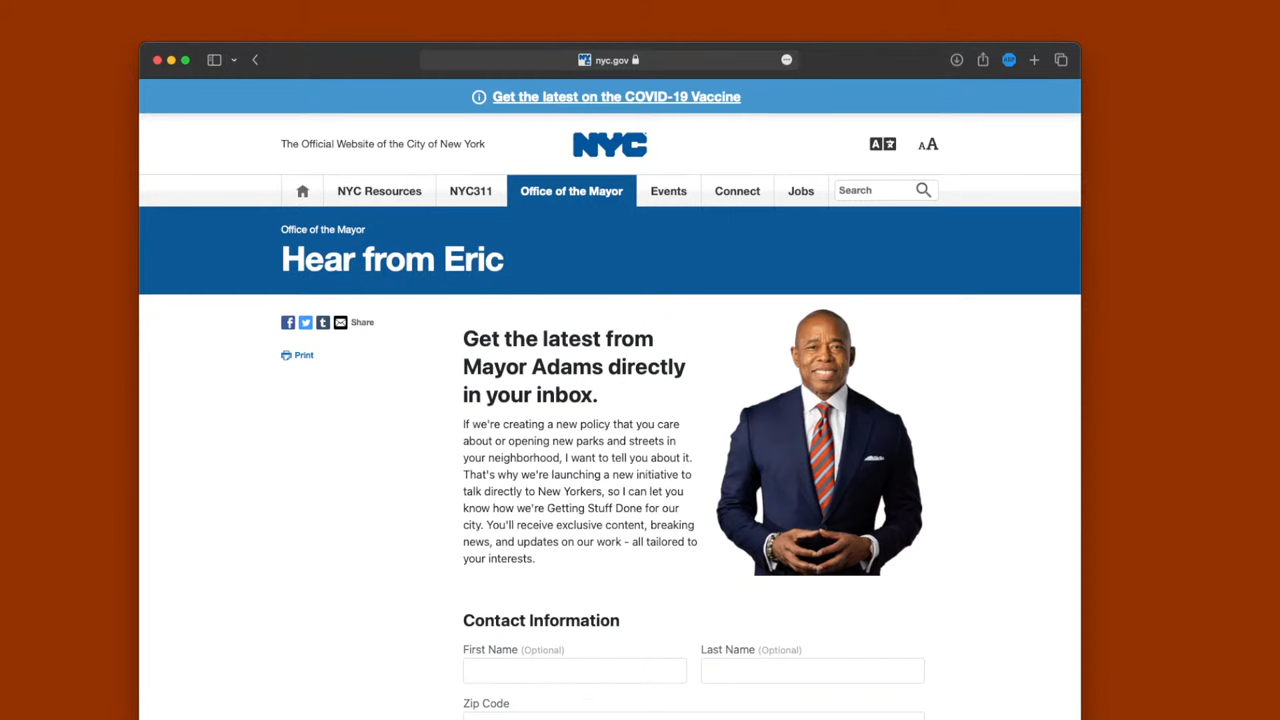 nyc.gov
Get the latest on the COVID-19 Vaccine
The Official Website of the City of New York
NYC
NYC Resources
NYC311
Office of the Mayor
Events
Connect
Jobs
Search
Office of the Mayor
Hear from Eric
Share
Print
Get the latest from
Mayor Adams directly
in your inbox.
If we're creating a new policy that you care
about or opening new parks and streets in
your neighborhood, I want to tell you about it.
That's why we're launching a new initiative to
talk directly to New Yorkers, so I can let you
know how we're Getting Stuff Done for our
city. You'll receive exclusive content, breaking
news, and updates on our work - all tailored to
your interests.
Contact Information
First Name (Optional)
Last Name (Optional)
Zip Code